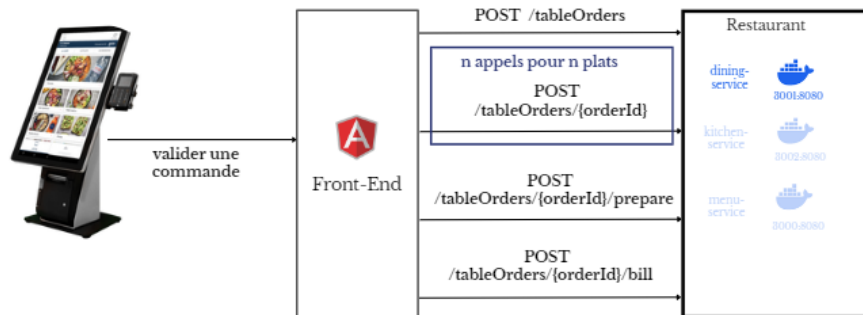 POST /tableOrders
Restaurant
n appels pour n plats
POST
/tableOrders/{orderId}
dining-
service
3001:8080
kitchen-
service
3002:8080
valider une
commande
Front-End
POST
/tableOrders/{orderId}/prepare
menu-
service
3000:8080
POST
/tableOrders/{orderId}/bill